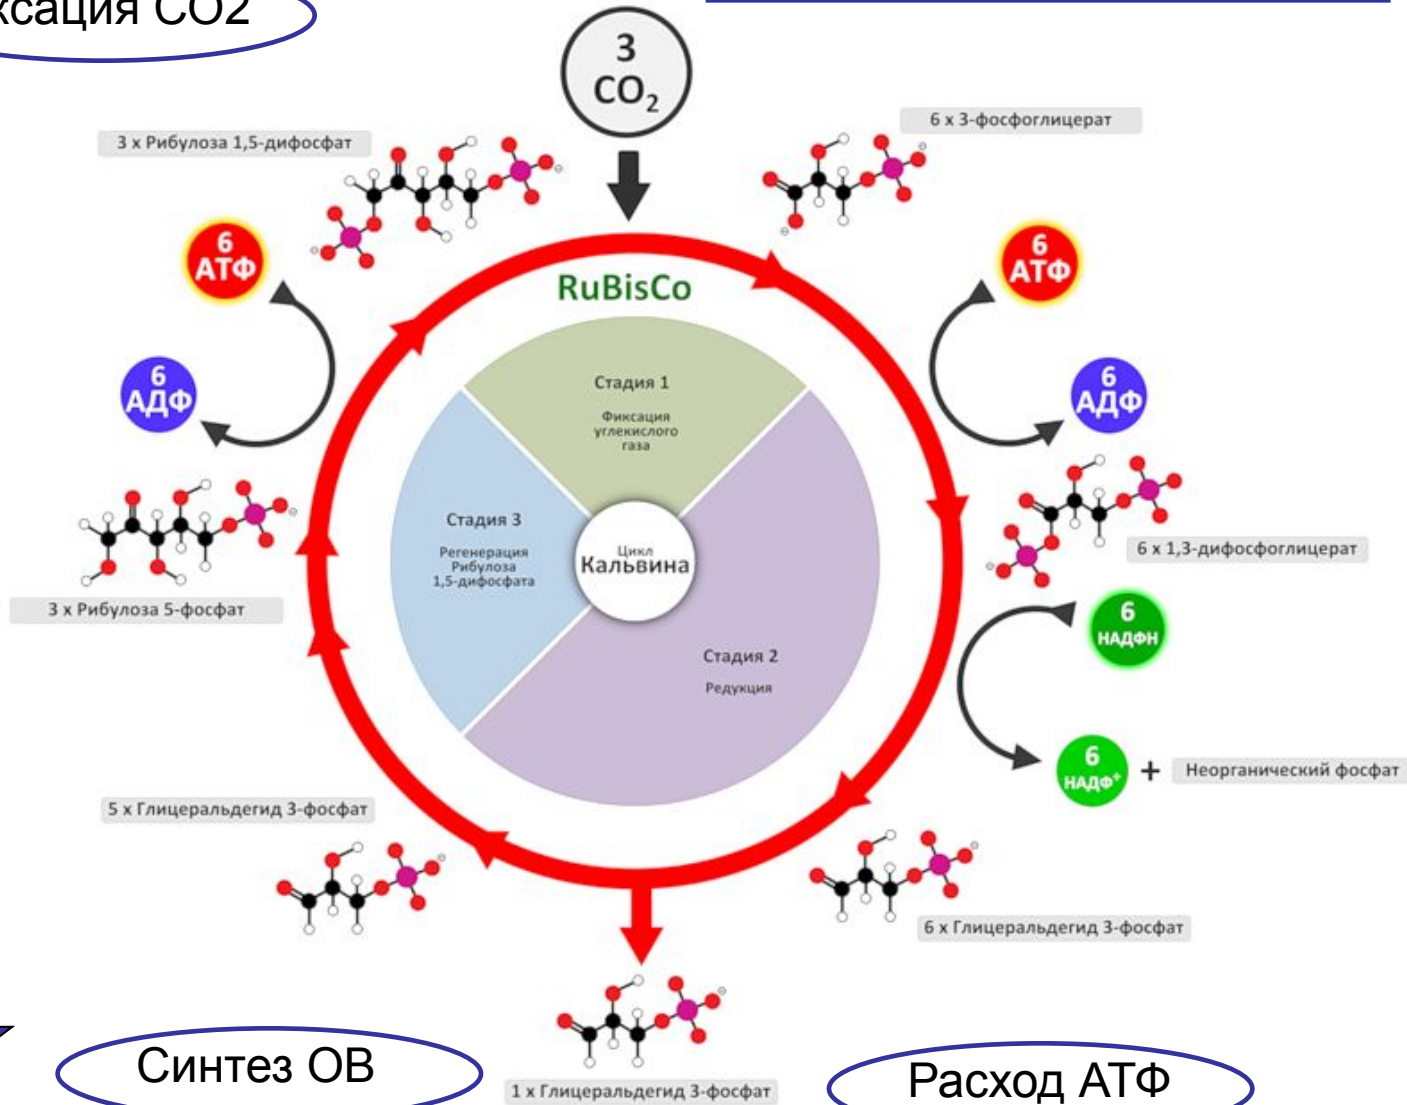 ксация СО2
3
CO₂
3 х Рибулоза 1,5-дифосфат
6 х 3-фосфоглицерат
6
АТФ
6
АДФ
6
АТФ
6
АДФ
RuBisCo
Стадия 1
Фиксация
углекислого
газа
Стадия 3
Регенерация
Рибулоза
1,5-дифосфата
Цикл
Кальвина
Стадия 2
Редукция
3 х Рибулоза 5-фосфат
6 х 1,3-дифосфоглицерат
6
НАДФН
6
НАДФ⁺
+
Неорганический фосфат
5 х Глицеральдегид 3-фосфат
6 х Глицеральдегид 3-фосфат
1 х Глицеральдегид 3-фосфат
Синтез ОВ
Расход АТФ